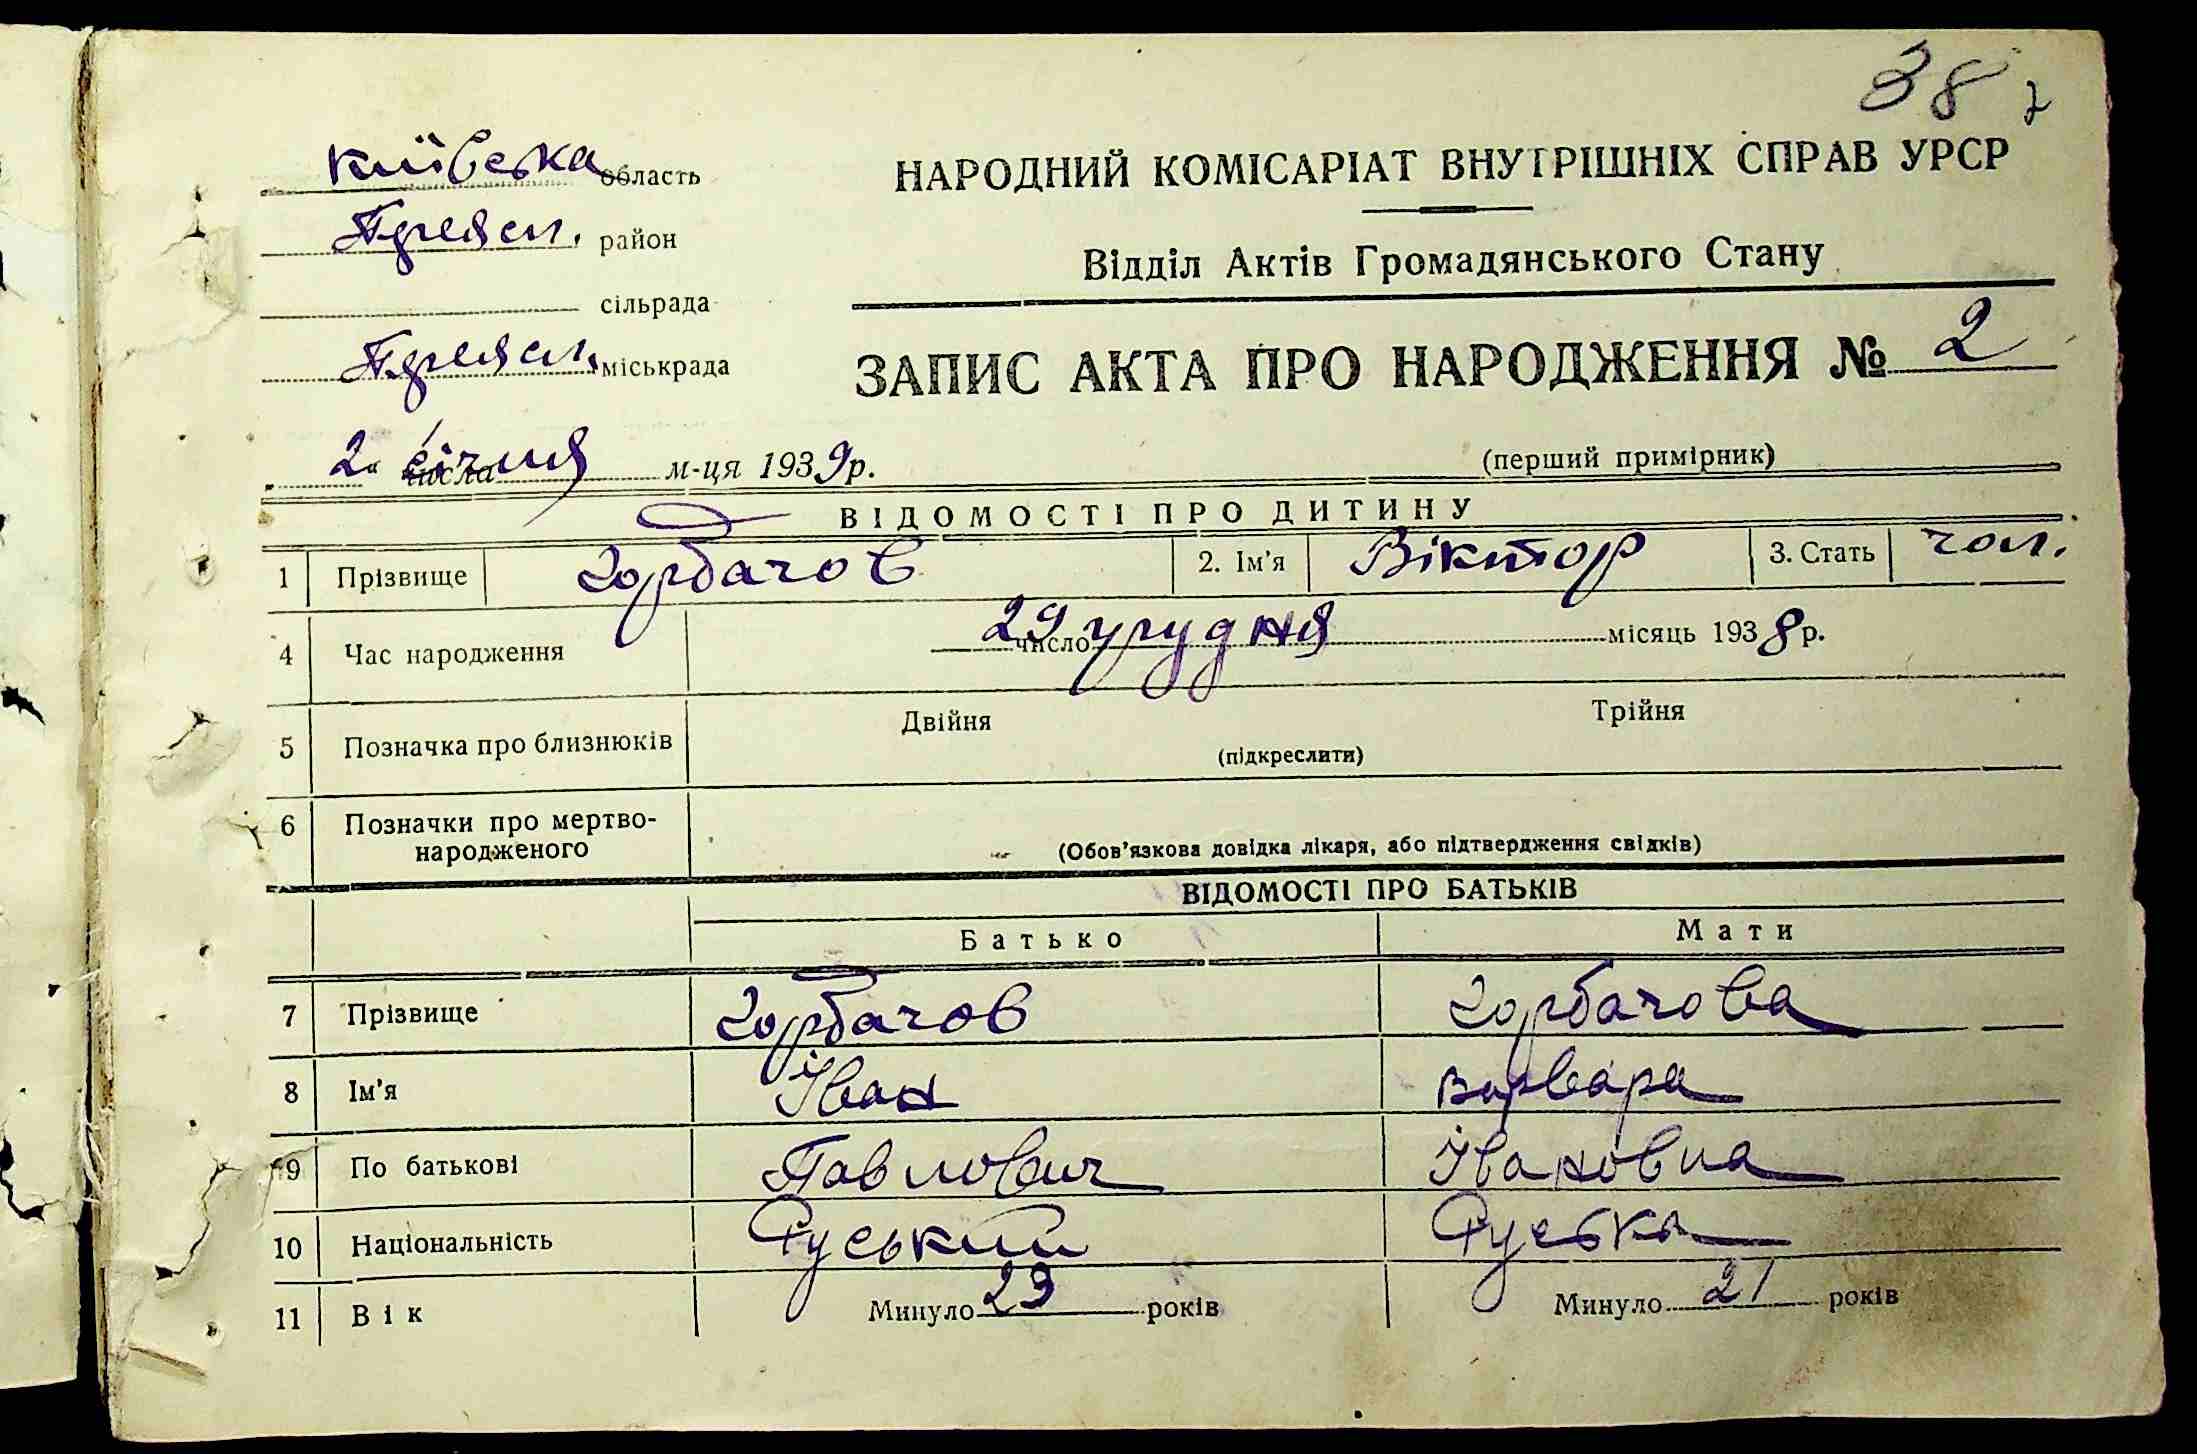 38
2
Київська область
НАРОДНИЙ КОМІСАРІАТ ВНУТРІШНІХ СПРАВ УРСР
район
Відділ Актів Громадянського Стану
сільрада
міськрада
ЗАПИС АКТА ПРО НАРОДЖЕННЯ № 2
2 числа січня м-ця 1939 р.
(перший примірник)
ВІДОМОСТІ ПРО ДИТИНУ
1 Прізвище Горбачов 2. Ім'я Віктор 3. Стать чол.
4 Час народження 29 число грудня місяць 1938 р.
5 Позначка про близнюків Двійня Трійня
(підкреслити)
6 Позначки про мертво-
народженого
(Обов'язкова довідка лікаря, або підтвердження свідків)
ВІДОМОСТІ ПРО БАТЬКІВ
Батько Мати
7 Прізвище Горбачов Горбачова
8 Ім'я Іван Варвара
9 По батькові Павлович Івановна
10 Національність Руський Руська
11 Вік Минуло 29 років Минуло 21 років